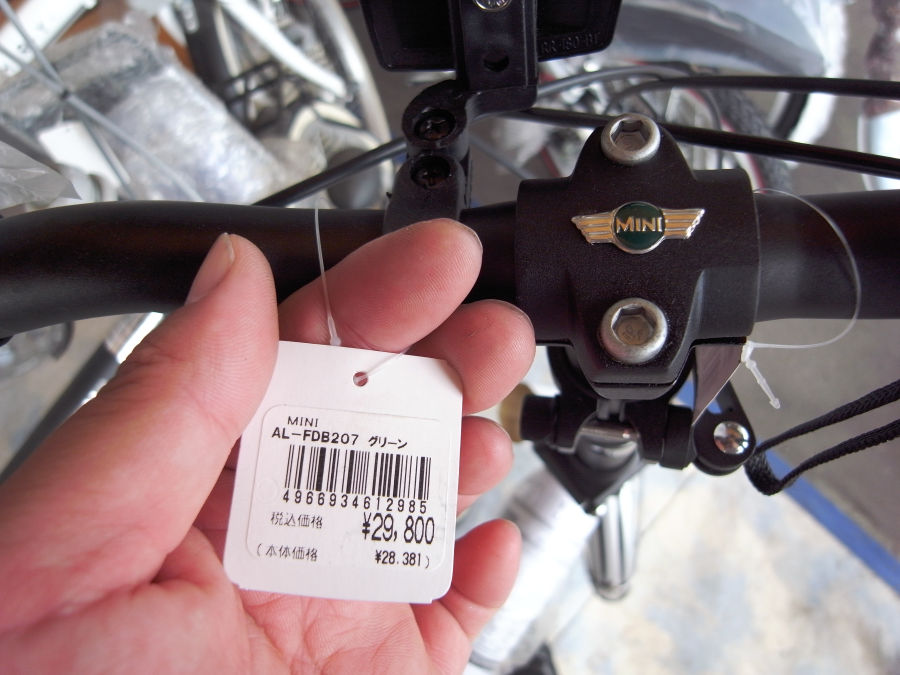 MINI
MINI
AL-FDB207 グリーン
4966934612985
税込価格 ¥29,800
(本体価格 ¥28.381)